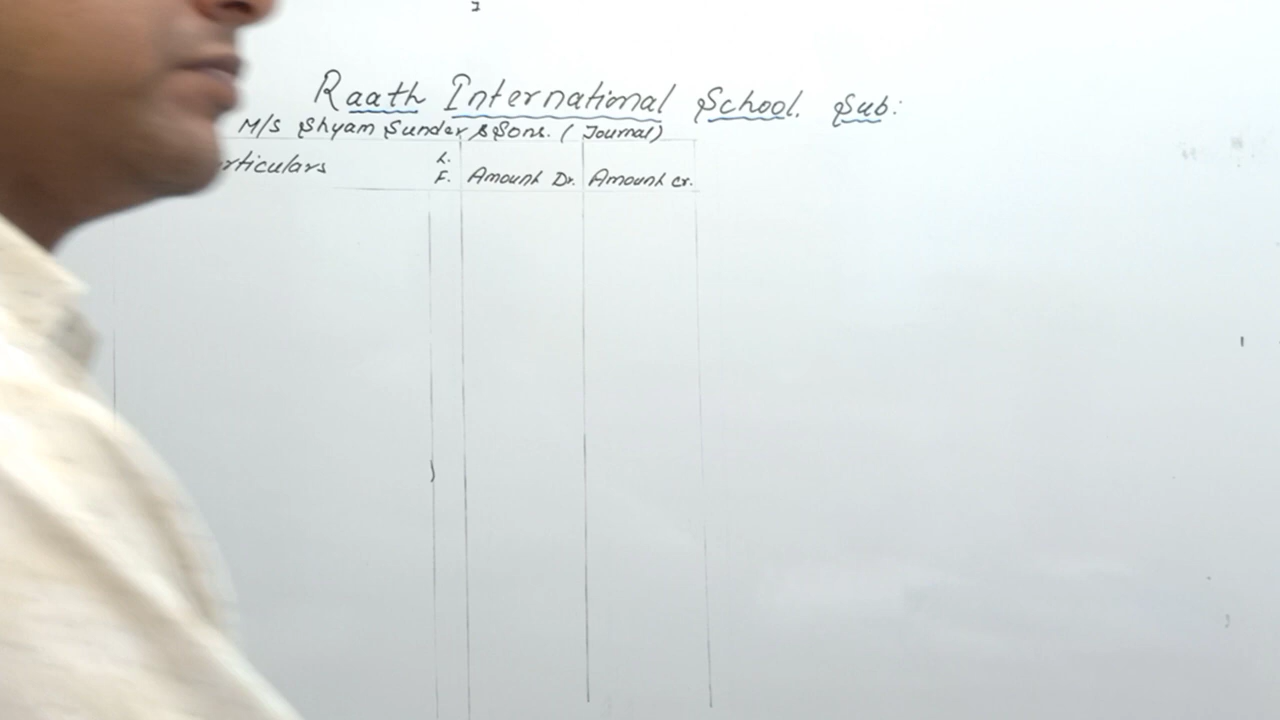 Raath International School. Sub:
M/S Shyam Sunder & Sons. (Journal)
rticulars L. F. Amount Dr. Amount Cr.